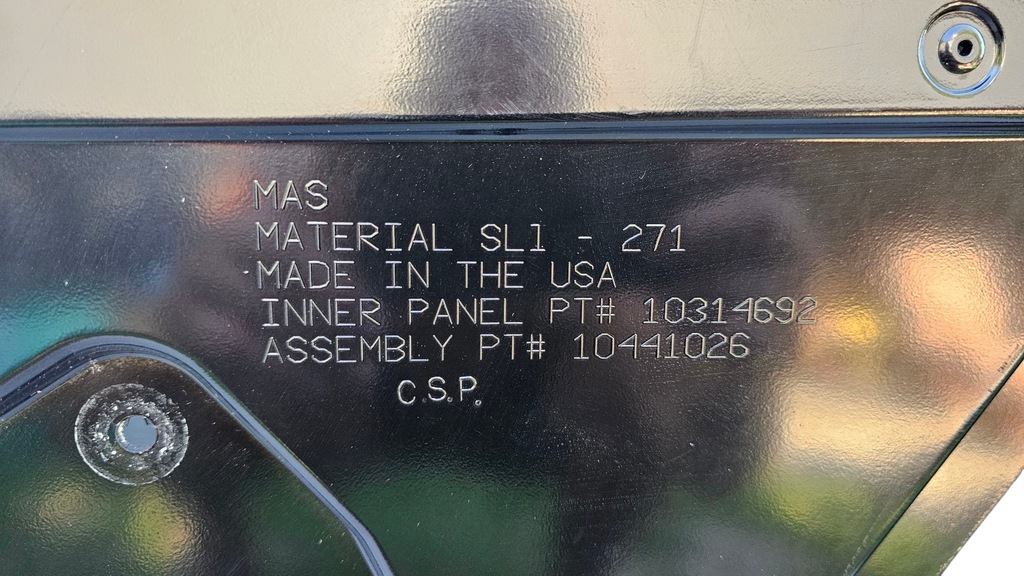 MAS
MATERIAL SL1 - 271
MADE IN THE USA
INNER PANEL PT# 10314692
ASSEMBLY PT# 10441026
C.S.P.